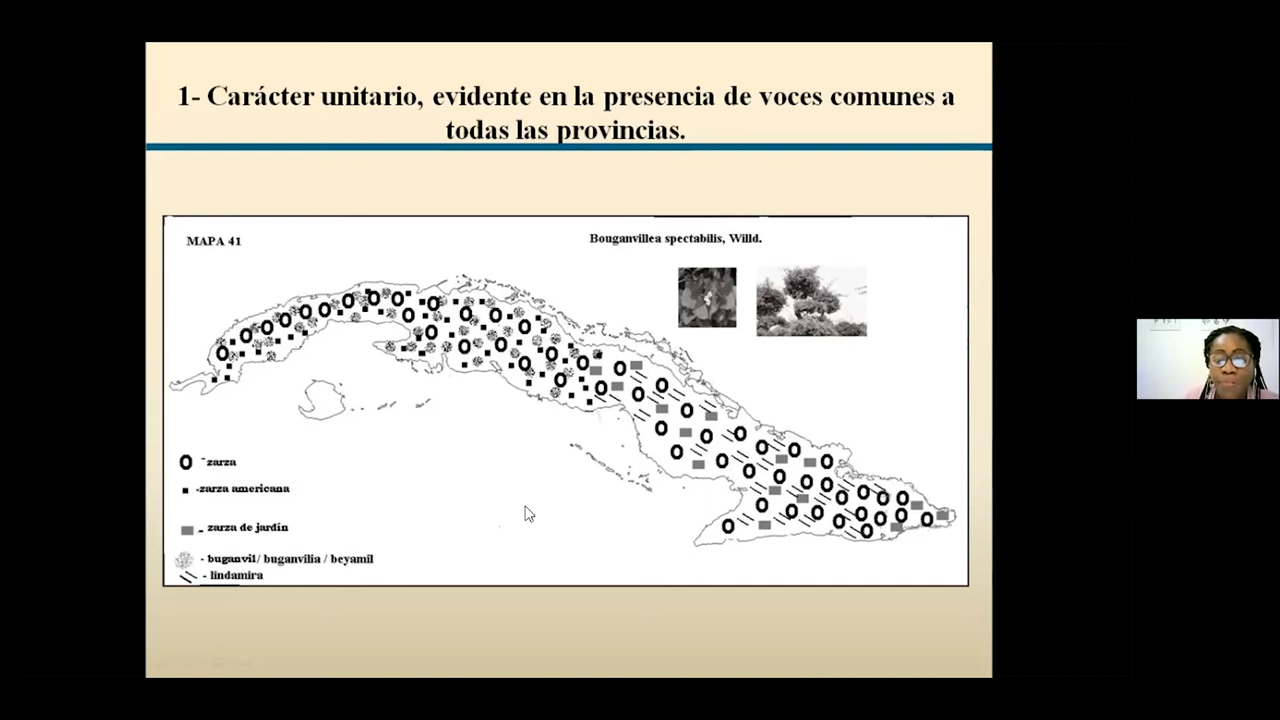 1- Carácter unitario, evidente en la presencia de voces comunes a
todas las provincias.
MAPA 41
Bouganvillea spectabilis, Willd.
- zarza
-zarza americana
- zarza de jardín
- buganvil/ buganvilia / beyamil
- lindamira